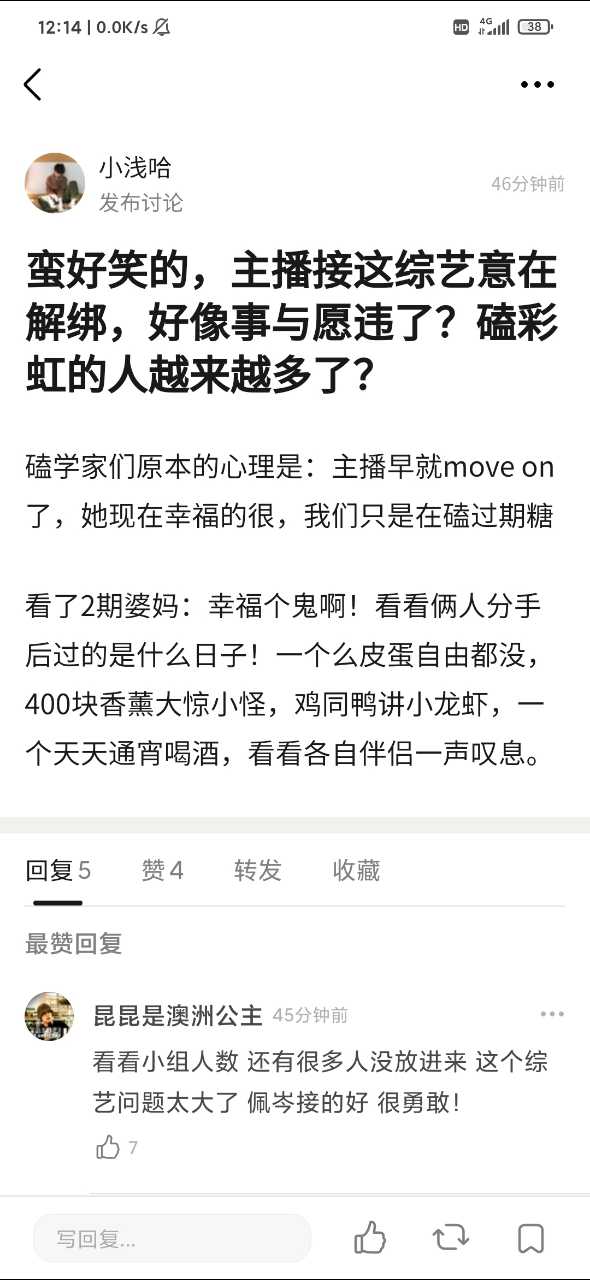 12:14 | 0.0K/s
HD 4G 38
小浅哈
发布讨论
46分钟前
蛮好笑的，主播接这综艺意在
解绑，好像事与愿违了？磕彩
虹的人越来越多了？
磕学家们原本的心理是：主播早就move on
了，她现在幸福的很，我们只是在磕过期糖
看了2期婆妈：幸福个鬼啊！看看俩人分手
后过的是什么日子！一个么皮蛋自由都没，
400块香薰大惊小怪，鸡同鸭讲小龙虾，一
个天天通宵喝酒，看看各自伴侣一声叹息。
回复 5 赞 4 转发 收藏
最赞回复
昆昆是澳洲公主 45分钟前
看看小组人数 还有很多人没放进来 这个综
艺问题太大了 佩岑接的好 很勇敢！
7
写回复...